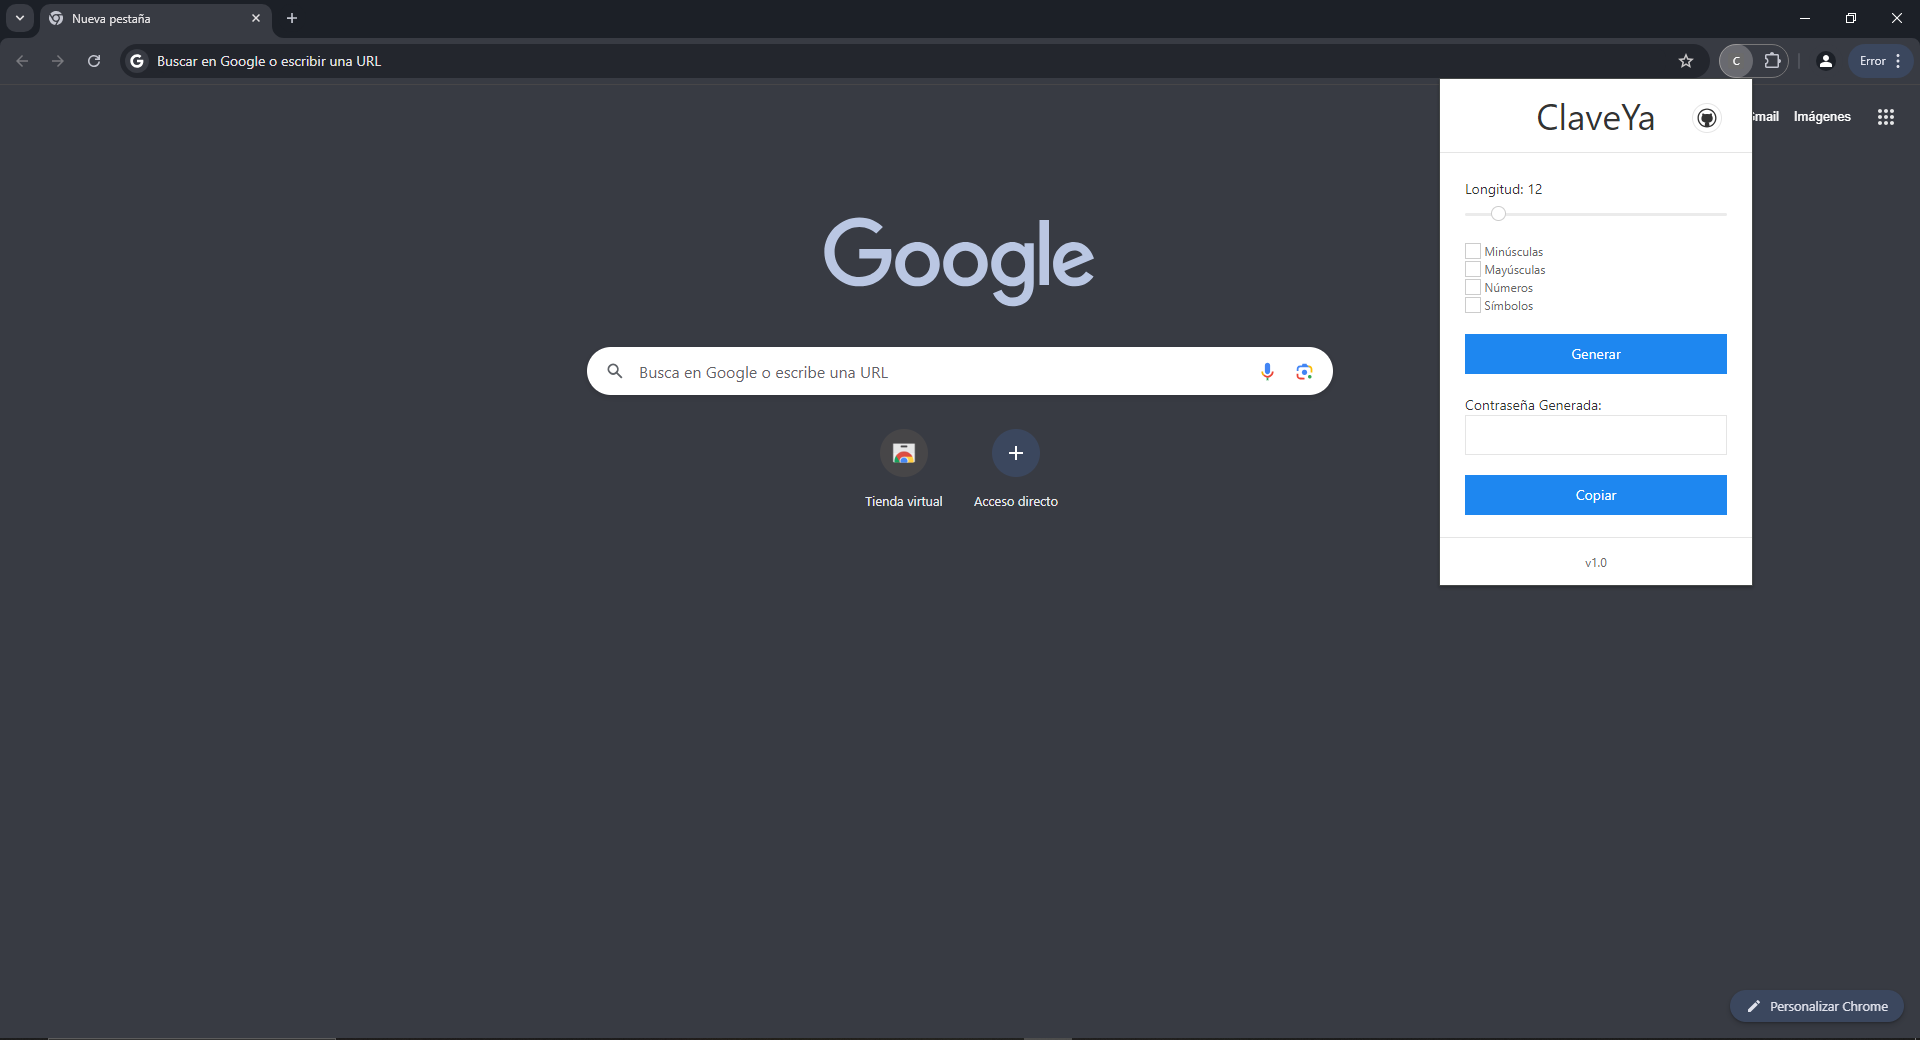 Nueva pestaña
Buscar en Google o escribir una URL
C
Error
ClaveYa
Gmail
Imágenes
Google
Longitud: 12
Minúsculas
Mayúsculas
Números
Símbolos
Generar
Busca en Google o escribe una URL
Contraseña Generada:
Copiar
Tienda virtual
Acceso directo
v1.0
Personalizar Chrome